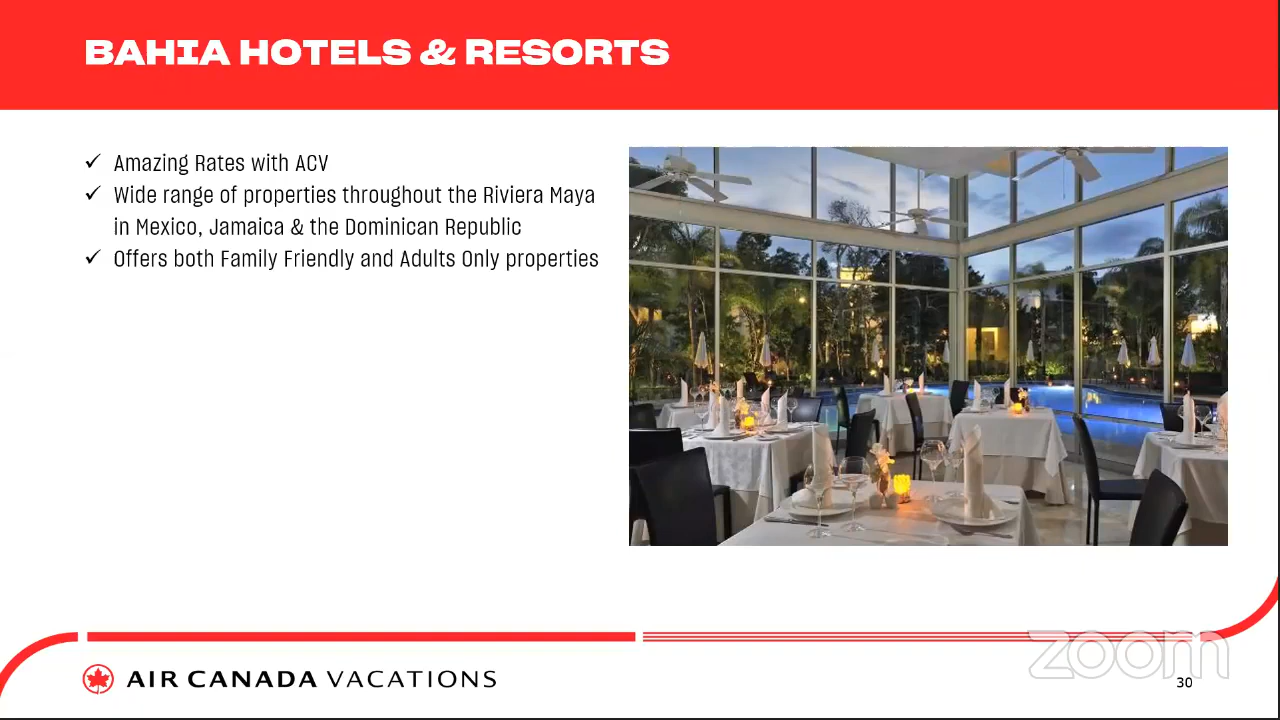 BAHIA HOTELS & RESORTS
✓ Amazing Rates with ACV
✓ Wide range of properties throughout the Riviera Maya
in Mexico, Jamaica & the Dominican Republic
✓ Offers both Family Friendly and Adults Only properties
zoom
AIR CANADA VACATIONS
30